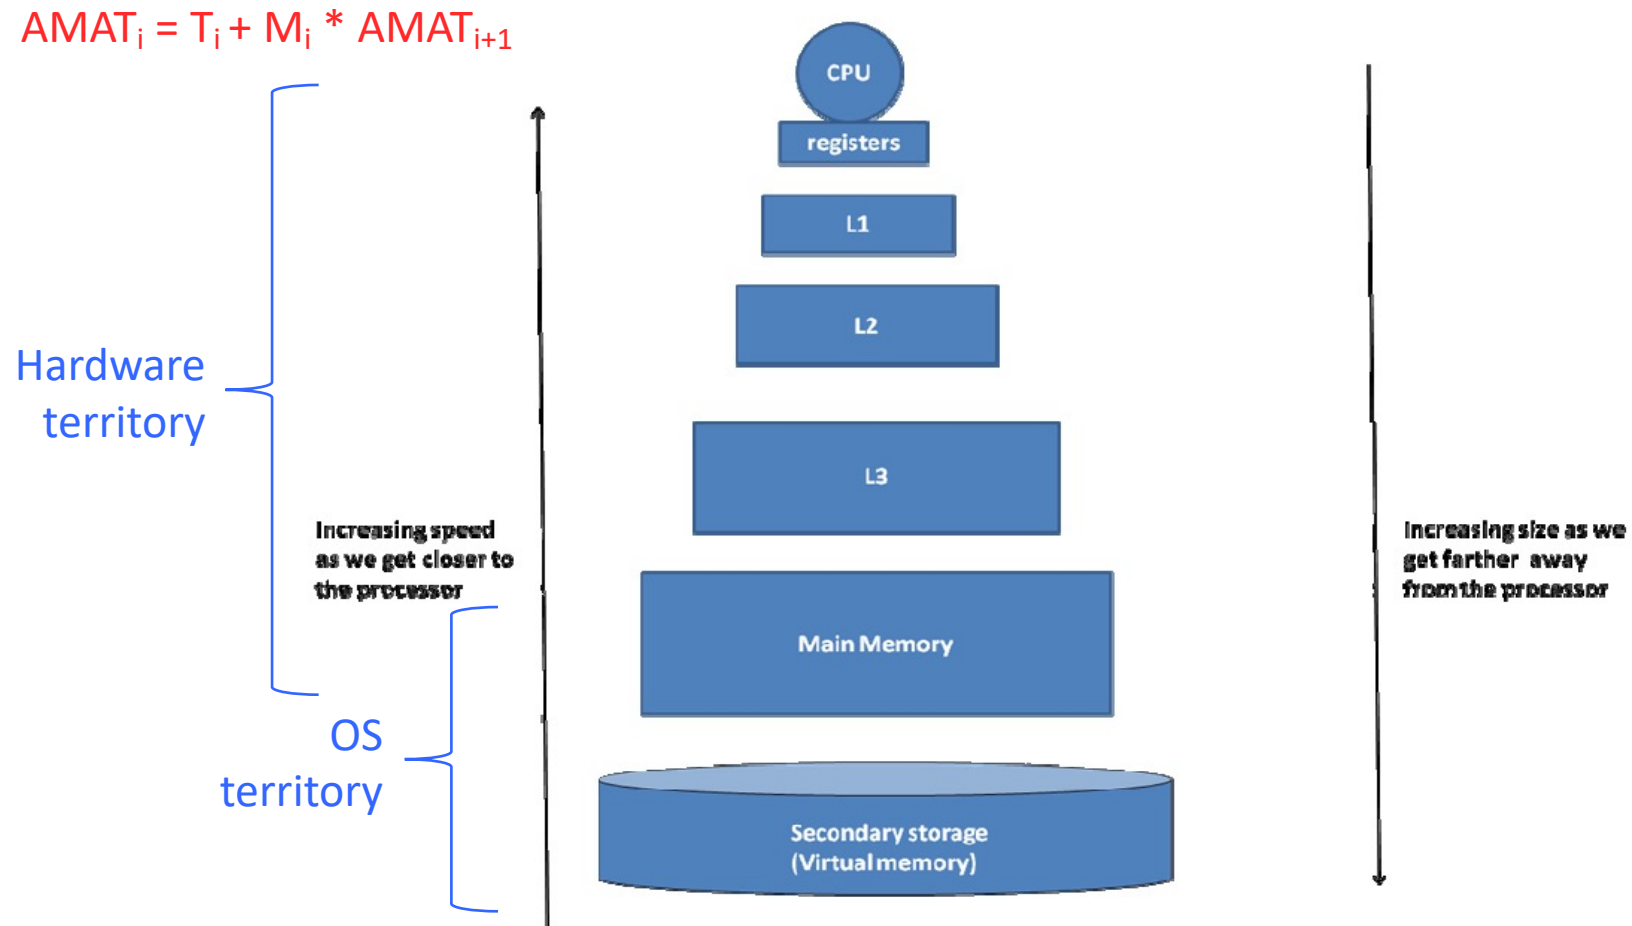 AMATi = Ti + Mi * AMATi+1
CPU
registers
L1
L2
Hardware
territory
L3
Increasing speed
as we get closer to
the processor
Increasing size as we
get farther away
from the processor
Main Memory
OS
territory
Secondary storage
(Virtual memory)